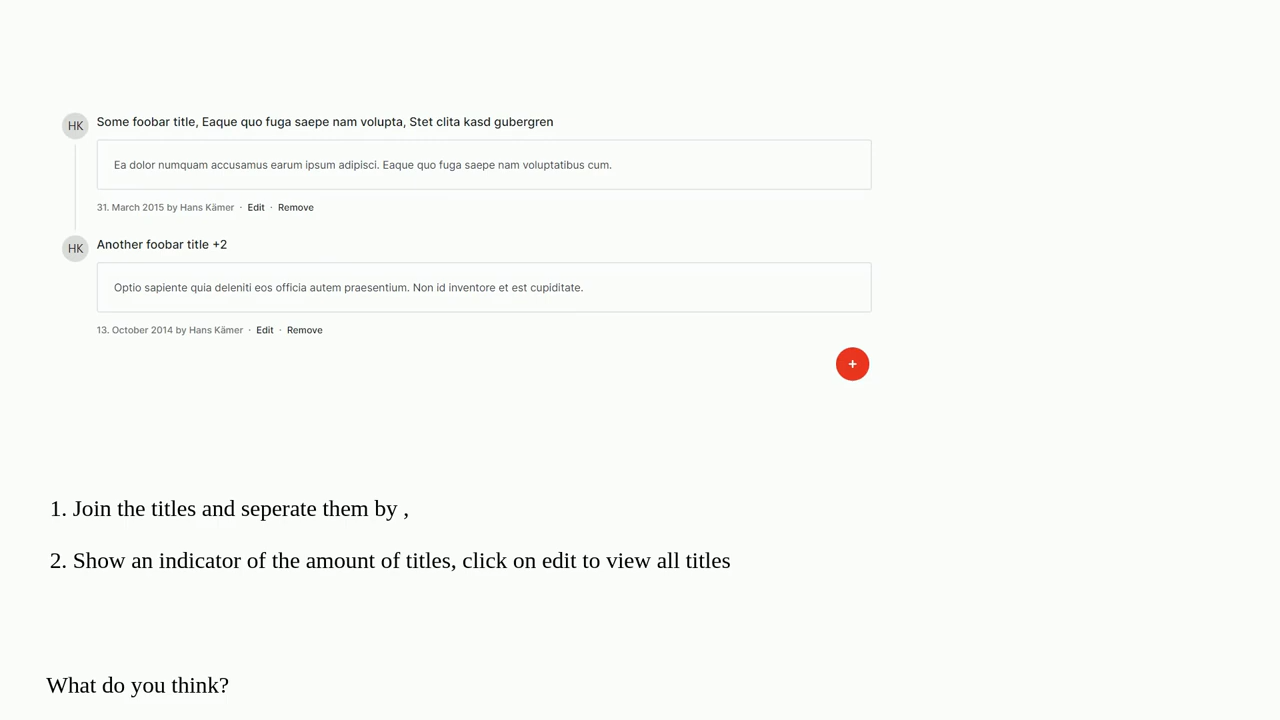 HK
Some foobar title, Eaque quo fuga saepe nam volupta, Stet clita kasd gubergren
Ea dolor numquam accusamus earum ipsum adipisci. Eaque quo fuga saepe nam voluptatibus cum.
31. March 2015 by Hans Kämer · Edit · Remove
HK
Another foobar title +2
Optio sapiente quia deleniti eos officia autem praesentium. Non id inventore et est cupiditate.
13. October 2014 by Hans Kämer · Edit · Remove
+
1. Join the titles and seperate them by ,
2. Show an indicator of the amount of titles, click on edit to view all titles
What do you think?